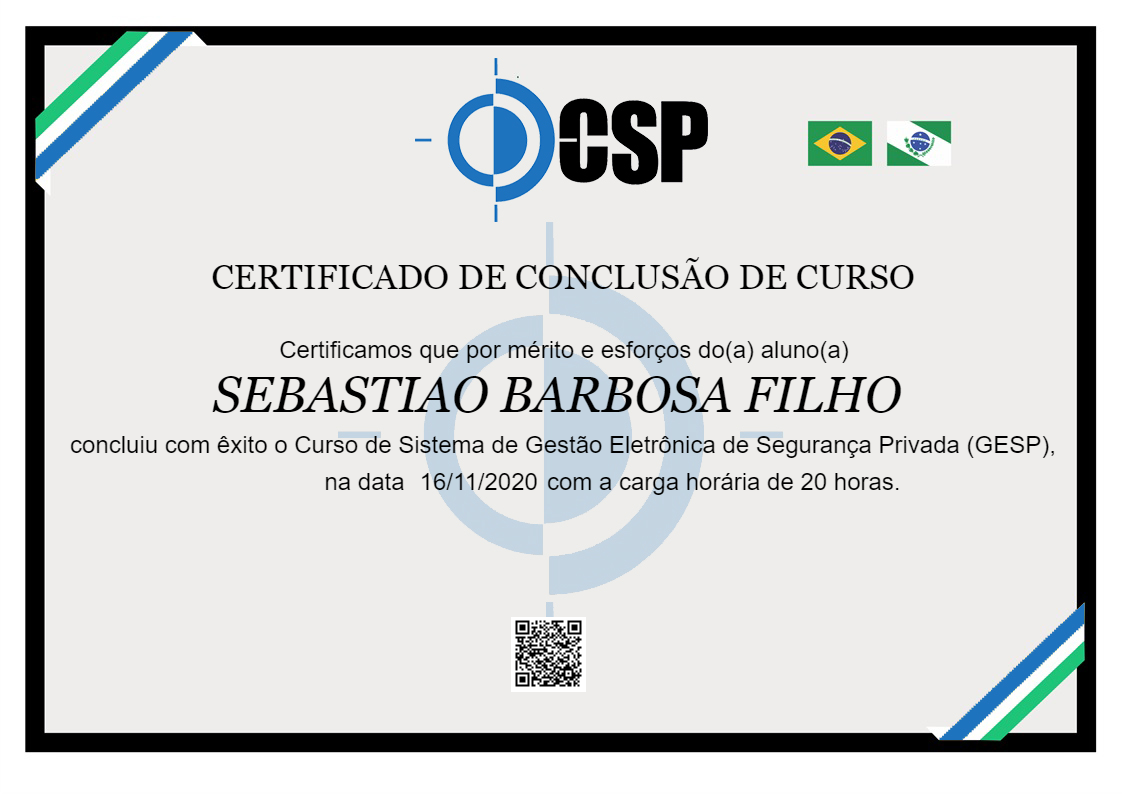 CSP
CERTIFICADO DE CONCLUSÃO DE CURSO
Certificamos que por mérito e esforços do(a) aluno(a)
SEBASTIAO BARBOSA FILHO
concluiu com êxito o Curso de Sistema de Gestão Eletrônica de Segurança Privada (GESP),
na data 16/11/2020 com a carga horária de 20 horas.